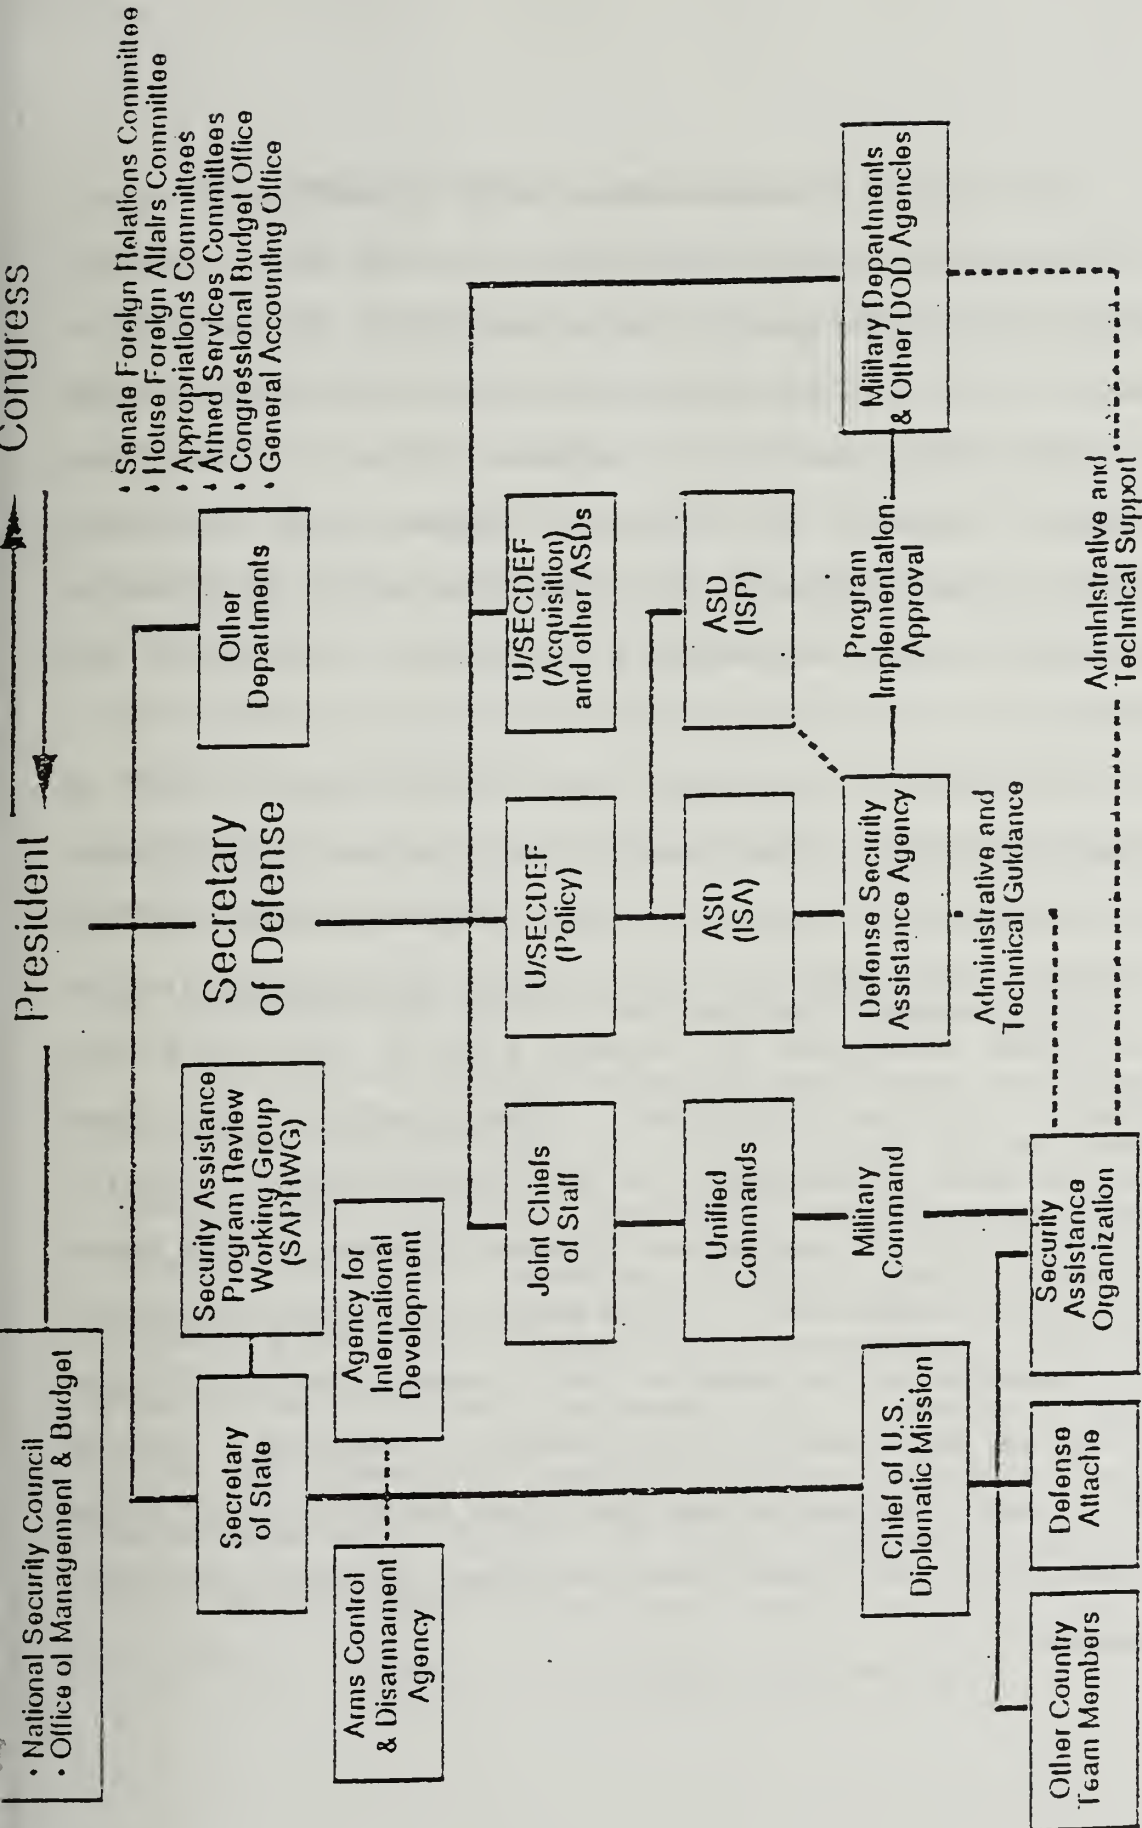 • National Security Council
• Office of Management & Budget
President
Congress
• Senate Foreign Relations Committee
• House Foreign Affairs Committee
• Appropriations Committees
• Armed Services Committees
• Congressional Budget Office
• General Accounting Office
Secretary
of State
Security Assistance
Program Review
Working Group
(SAPRWG)
Secretary
of Defense
Other
Departments
Arms Control
& Disarmament
Agency
Agency for
International
Development
Joint Chiefs
of Staff
U/SECDEF
(Policy)
U/SECDEF
(Acquisition)
and other ASDs
Unified
Commands
ASD
(ISA)
ASD
(ISP)
Chief of U.S.
Diplomatic Mission
Military
Command
Defense Security
Assistance Agency
Program
Implementation
Approval
Military Departments
& Other DOD Agencies
Administrative and
Technical Guidance
Other Country
Team Members
Defense
Attache
Security
Assistance
Organization
Administrative and
Technical Support